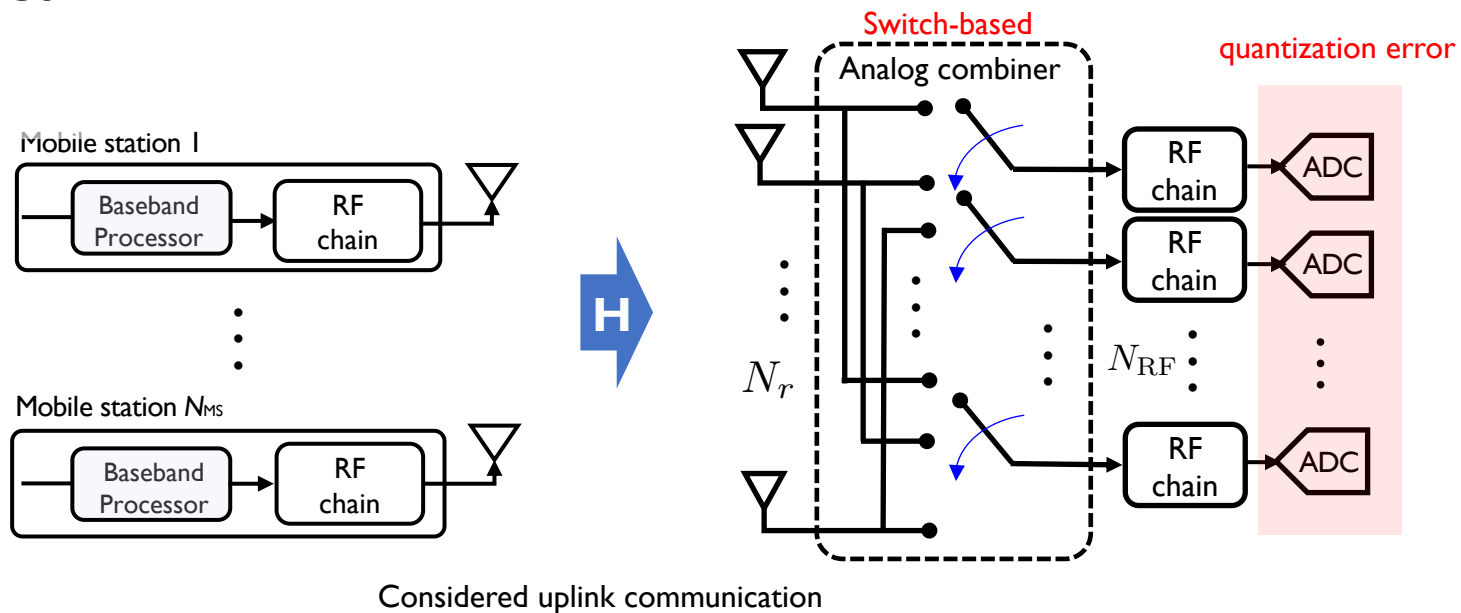 Switch-based
quantization error
Analog combiner
Mobile station 1
Baseband
Processor
RF
chain
H
RF
chain
ADC
RF
chain
ADC
N_r
N_RF
Mobile station N_MS
Baseband
Processor
RF
chain
RF
chain
ADC
Considered uplink communication